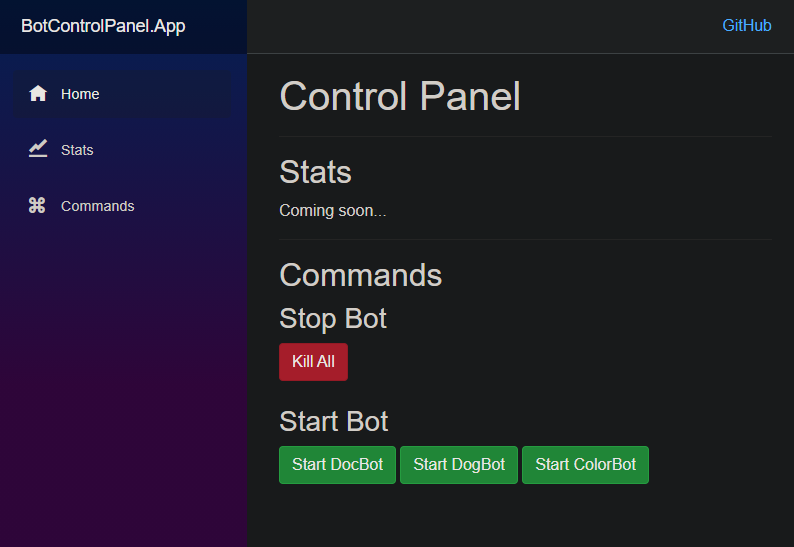 BotControlPanel.App
GitHub
Home
Stats
Commands
Control Panel
Stats
Coming soon...
Commands
Stop Bot
Kill All
Start Bot
Start DocBot Start DogBot Start ColorBot